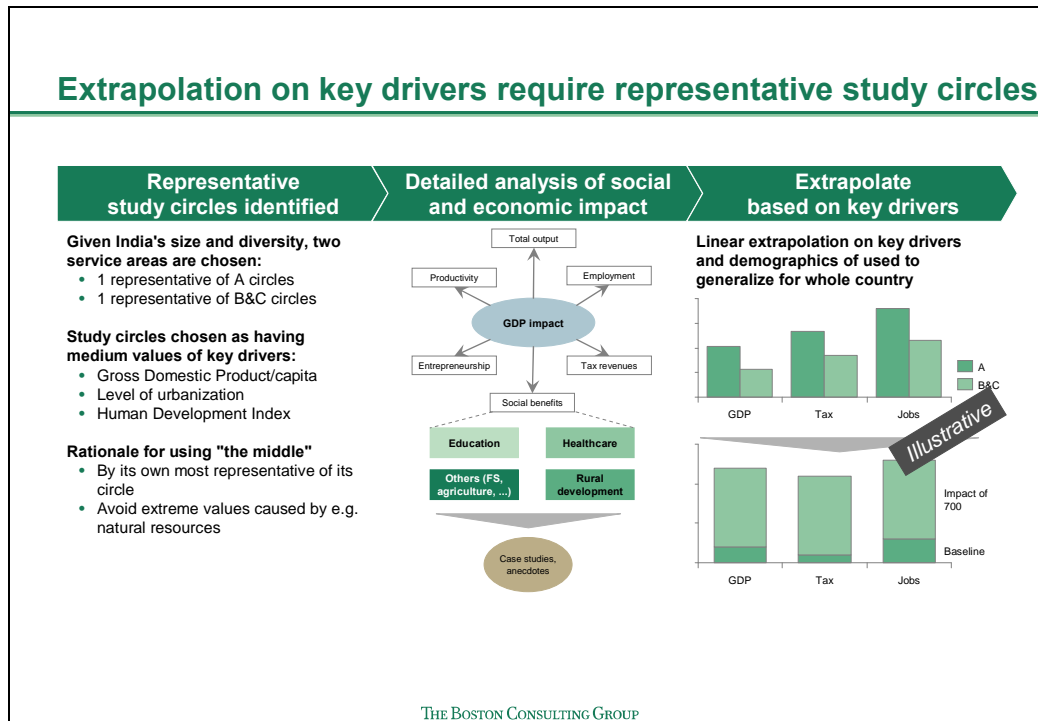 Extrapolation on key drivers require representative study circles
Representative
study circles identified
Given India's size and diversity, two
service areas are chosen:
• 1 representative of A circles
• 1 representative of B&C circles
Study circles chosen as having
medium values of key drivers:
• Gross Domestic Product/capita
• Level of urbanization
• Human Development Index
Rationale for using "the middle"
• By its own most representative of its
circle
• Avoid extreme values caused by e.g.
natural resources
Detailed analysis of social
and economic impact
Total output
Productivity
Employment
GDP impact
Entrepreneurship
Tax revenues
Social benefits
Education
Healthcare
Others (FS,
agriculture, ...)
Rural
development
Case studies,
anecdotes
Extrapolate
based on key drivers
Linear extrapolation on key drivers
and demographics of used to
generalize for whole country
A
B&C
GDP
Tax
Jobs
Illustrative
Impact of
700
Baseline
GDP
Tax
Jobs
THE BOSTON CONSULTING GROUP